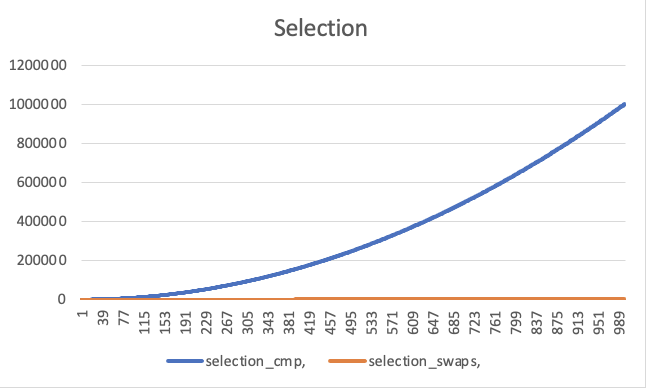 Selection
1200000
1000000
800000
600000
400000
200000
0
1 39 77 115 153 191 229 267 305 343 381 419 457 495 533 571 609 647 685 723 761 799 837 875 913 951 989
selection_cmp, selection_swaps,